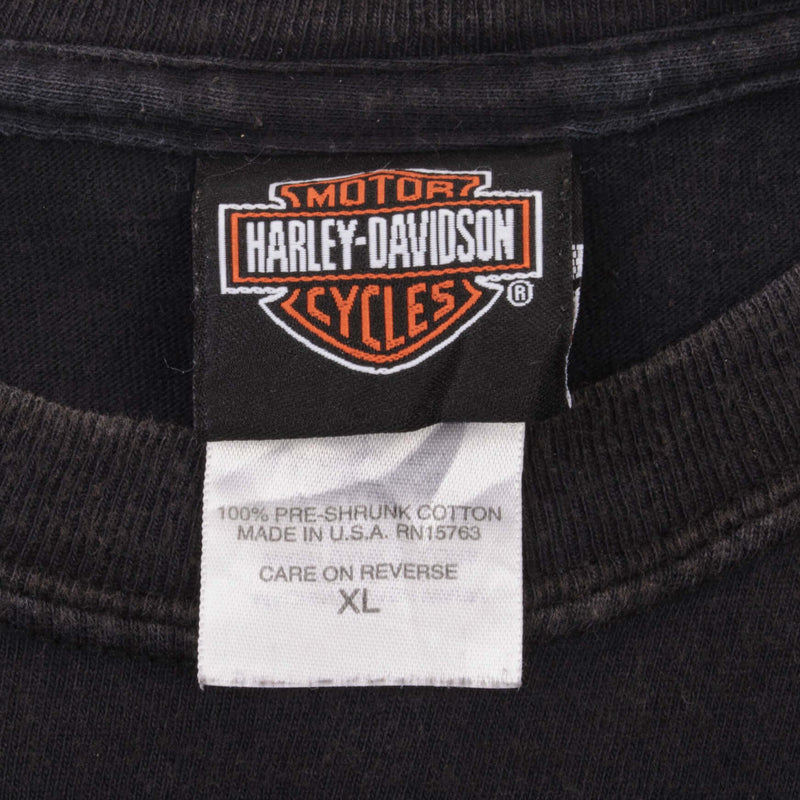 MOTOR
HARLEY-DAVIDSON
CYCLES
®
100% PRE-SHRUNK COTTON
MADE IN U.S.A. RN15763
CARE ON REVERSE
XL